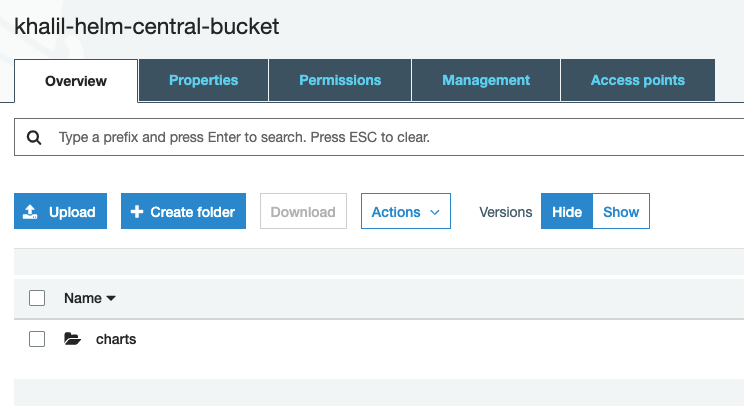 khalil-helm-central-bucket
Overview Properties Permissions Management Access points
Type a prefix and press Enter to search. Press ESC to clear.
Upload Create folder Download Actions Versions Hide Show
Name
charts